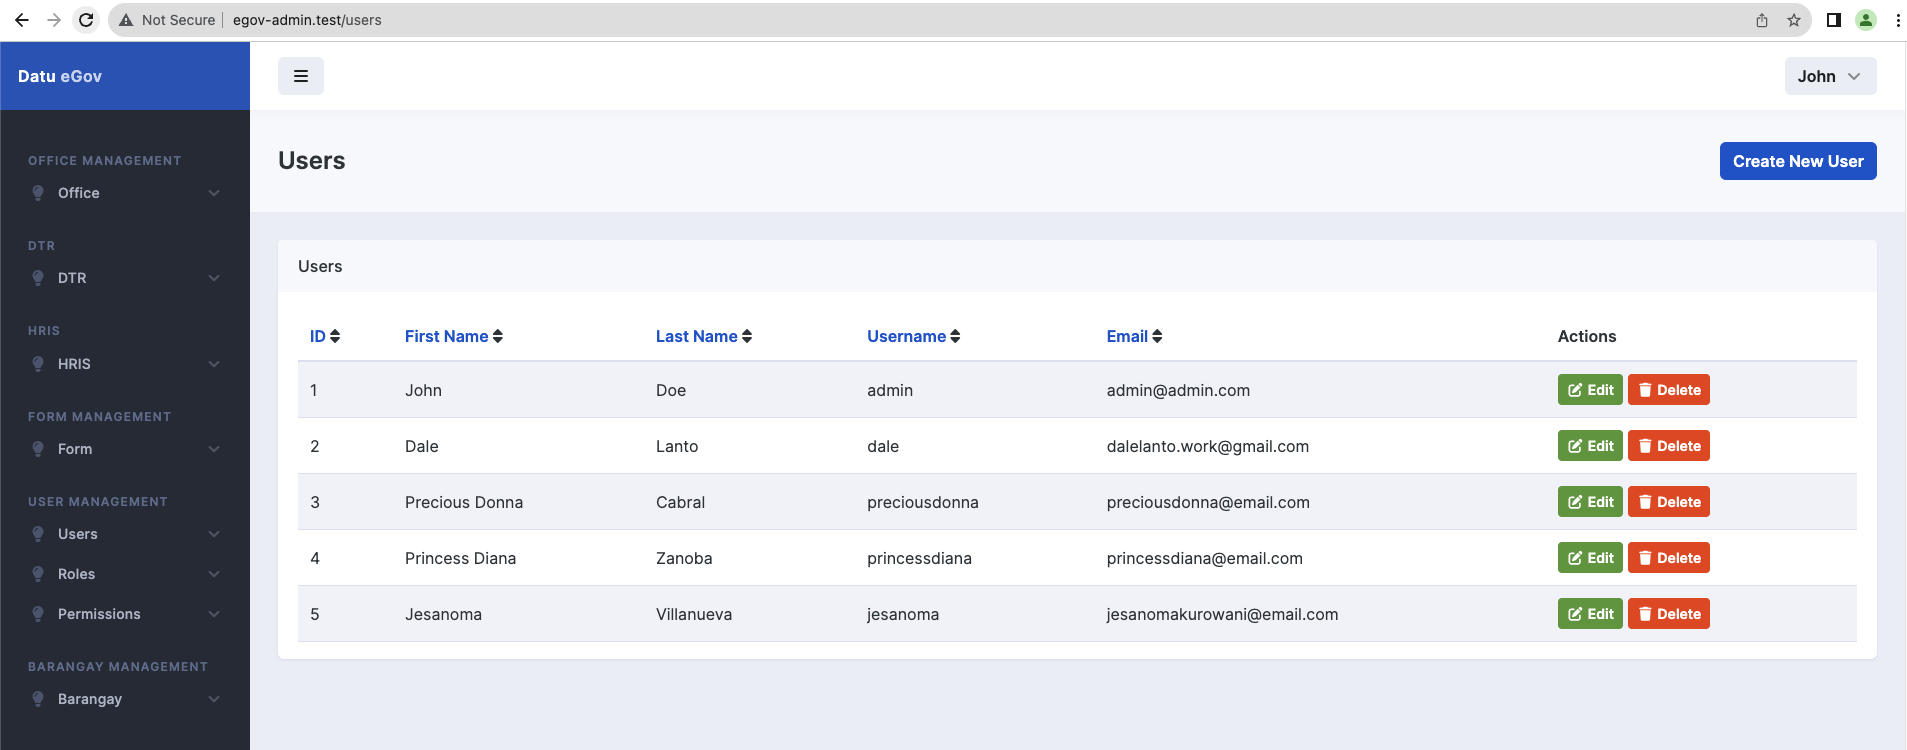 Not Secure egov-admin.test/users
Datu eGov
John
OFFICE MANAGEMENT
Office
DTR
DTR
HRIS
HRIS
FORM MANAGEMENT
Form
USER MANAGEMENT
Users
Roles
Permissions
BARANGAY MANAGEMENT
Barangay
Users Create New User
Users
ID First Name Last Name Username Email Actions
1 John Doe admin admin@admin.com Edit Delete
2 Dale Lanto dale dalelanto.work@gmail.com Edit Delete
3 Precious Donna Cabral preciousdonna preciousdonna@email.com Edit Delete
4 Princess Diana Zanoba princessdiana princessdiana@email.com Edit Delete
5 Jesanoma Villanueva jesanoma jesanomakurowani@email.com Edit Delete